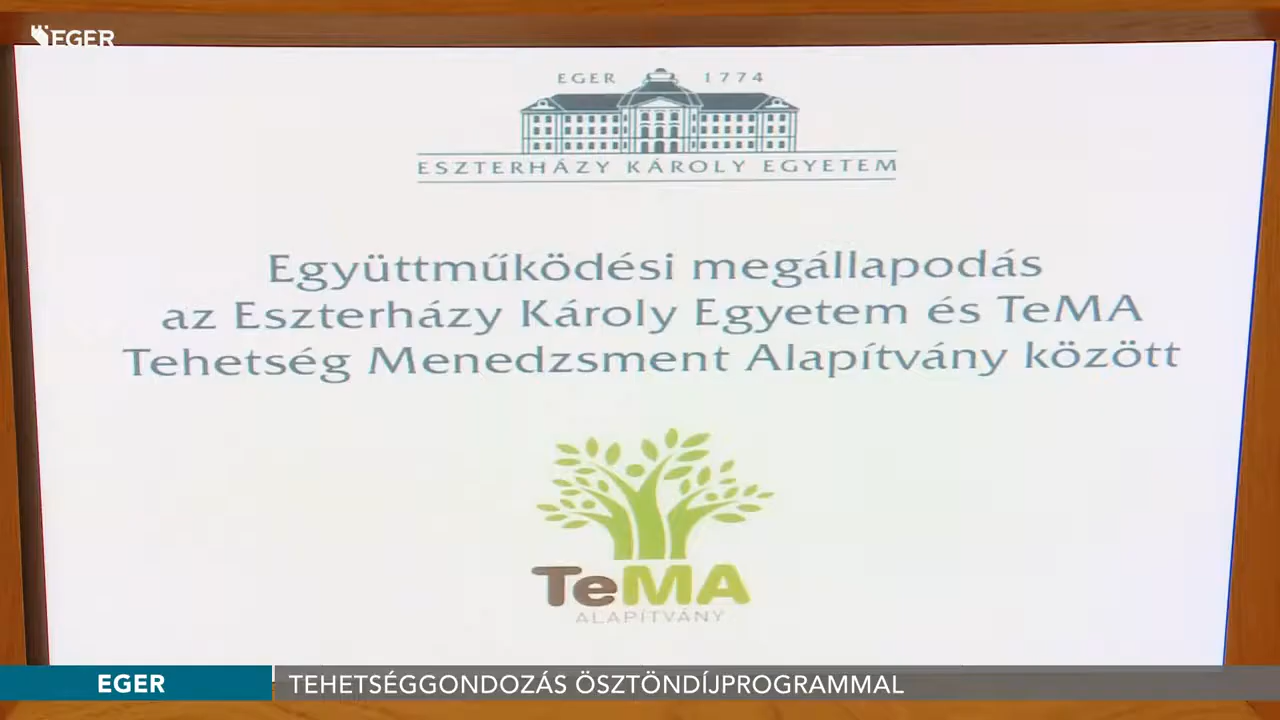 EGER
EGER 1774
ESZTERHÁZY KÁROLY EGYETEM
Együttműködési megállapodás
az Eszterházy Károly Egyetem és TeMA
Tehetség Menedzsment Alapítvány között
TeMA
ALAPÍTVÁNY
EGER
TEHETSÉGGONDOZÁS ÖSZTÖNDÍJPROGRAMMAL